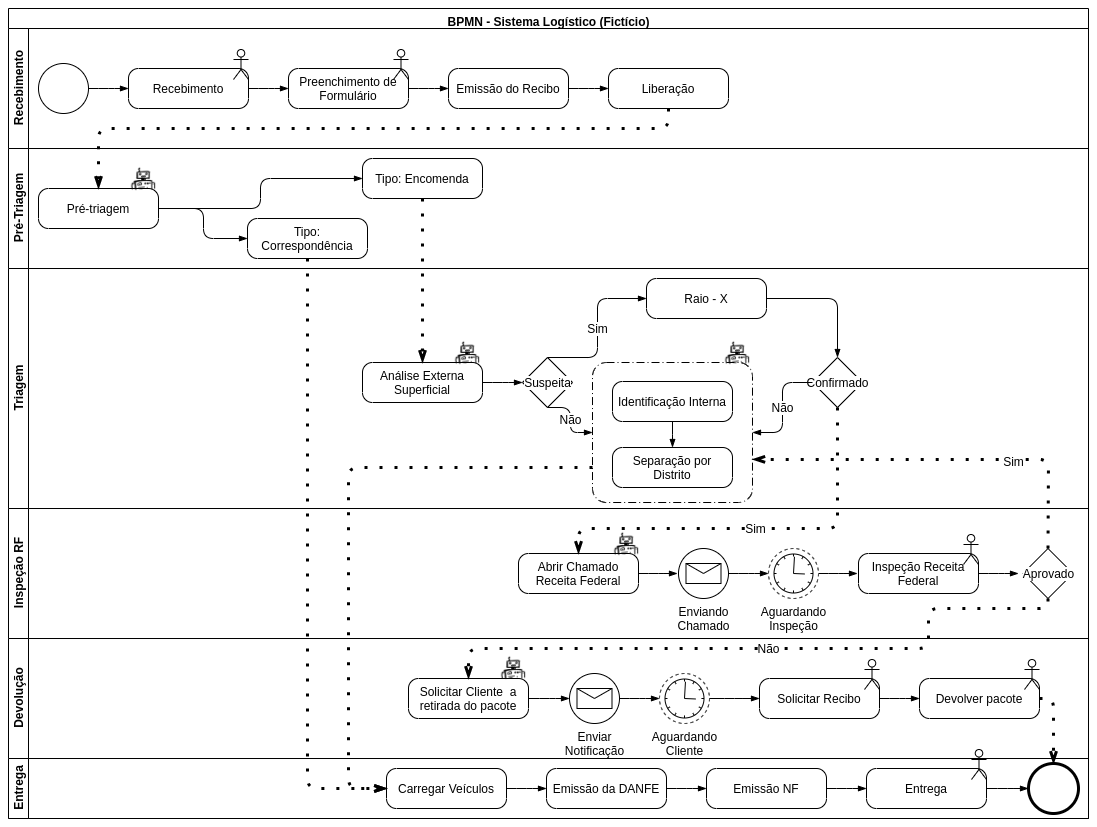 BPMN - Sistema Logístico (Fictício)
Recebimento
Recebimento
Preenchimento de
Formulário
Emissão do Recibo
Liberação
Pré-Triagem
Pré-triagem
Tipo: Encomenda
Tipo:
Correspondência
Triagem
Raio - X
Sim
Análise Externa
Superficial
Suspeita
Não
Identificação Interna
Separação por
Distrito
Confirmado
Não
Sim
Inspeção RF
Sim
Abrir Chamado
Receita Federal
Enviando
Chamado
Aguardando
Inspeção
Inspeção Receita
Federal
Aprovado
Devolução
Não
Solicitar Cliente  a
retirada do pacote
Enviar
Notificação
Aguardando
Cliente
Solicitar Recibo
Devolver pacote
Entrega
Carregar Veículos
Emissão da DANFE
Emissão NF
Entrega